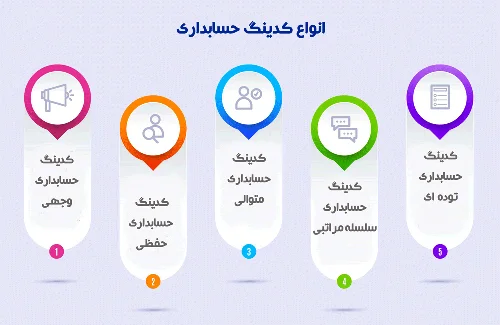 انواع کدینگ حسابداری
کدینگ
حسابداری
وجهی
1
کدینگ
حسابداری
حفظی
2
کدینگ
حسابداری
متوالی
3
کدینگ
حسابداری
سلسله مراتبی
4
کدینگ
حسابداری
توده ای
5